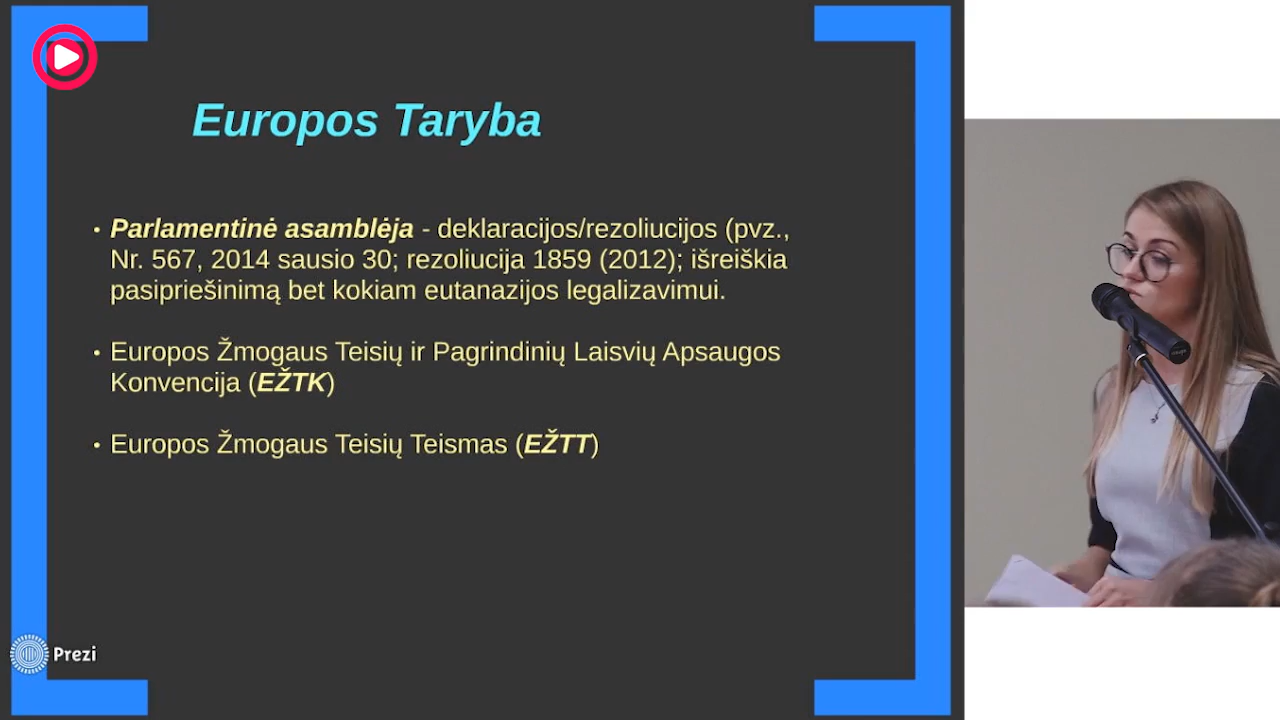 Europos Taryba
• Parlamentinė asamblėja - deklaracijos/rezoliucijos (pvz.,
Nr. 567, 2014 sausio 30; rezoliucija 1859 (2012); išreiškia
pasipriešinimą bet kokiam eutanazijos legalizavimui.
• Europos Žmogaus Teisių ir Pagrindinių Laisvių Apsaugos
Konvencija (EŽTK)
• Europos Žmogaus Teisių Teismas (EŽTT)
Prezi